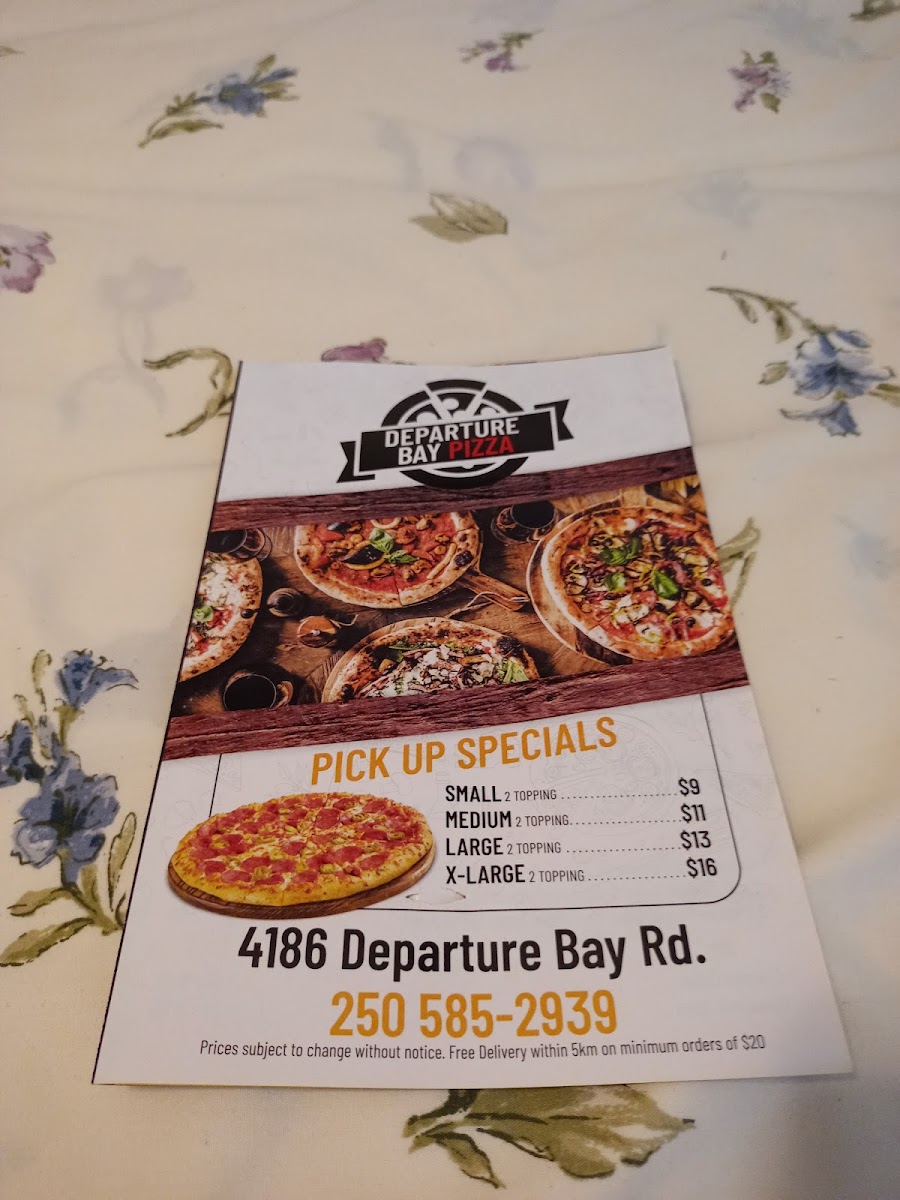 DEPARTURE
BAY PIZZA
PICK UP SPECIALS
SMALL 2 TOPPING ....................$9
MEDIUM 2 TOPPING....................$11
LARGE 2 TOPPING ....................$13
X-LARGE 2 TOPPING..................$16
4186 Departure Bay Rd.
250 585-2939
Prices subject to change without notice. Free Delivery within 5km on minimum orders of $20